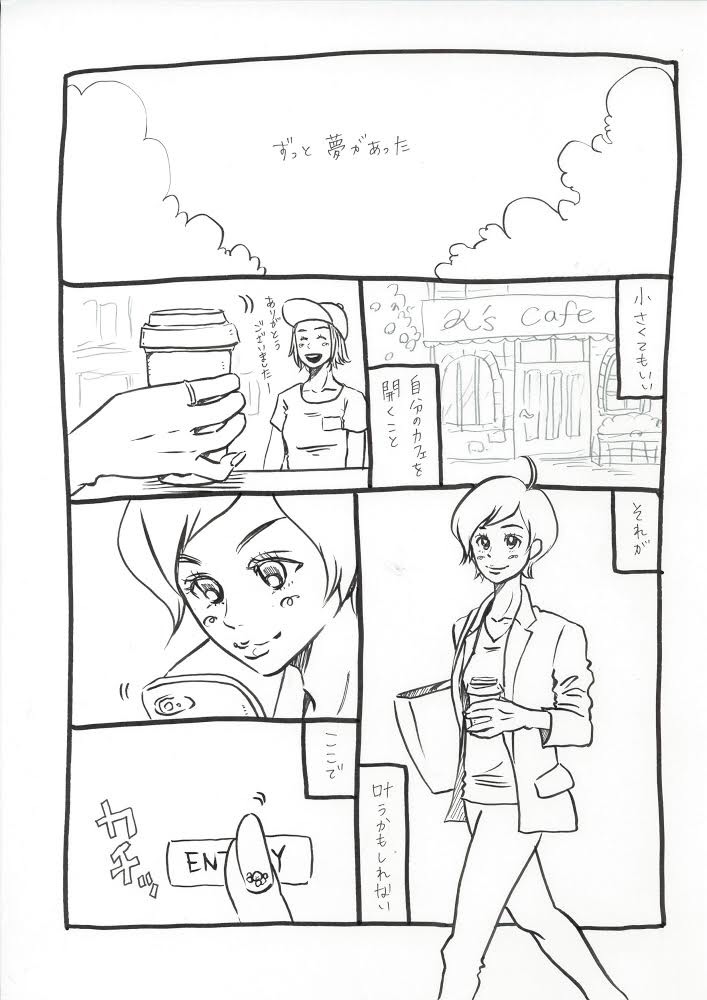 ずっと 夢があった
小さくてもいい
K's cafe
自分のカフェを
開くこと
ありがとう
ございましたー
それが
ここで
叶うかもしれない
ENTRY
カチッ